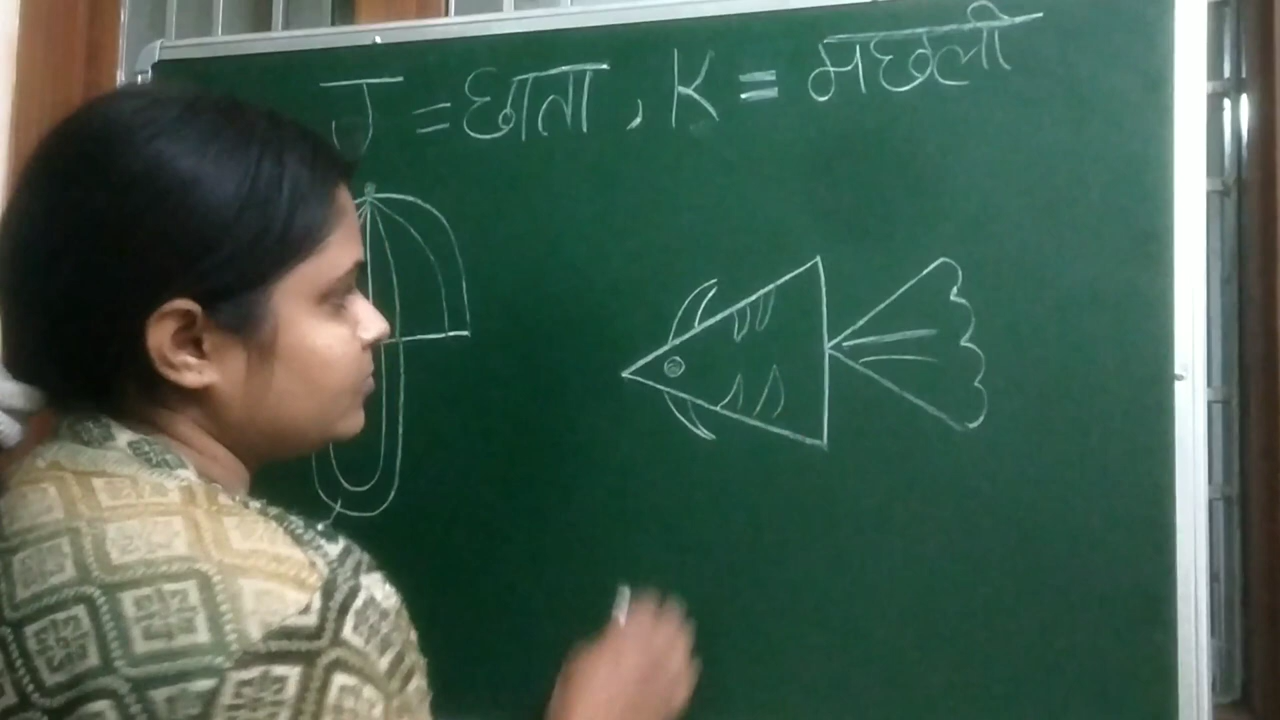 J = छाता , K = मछली